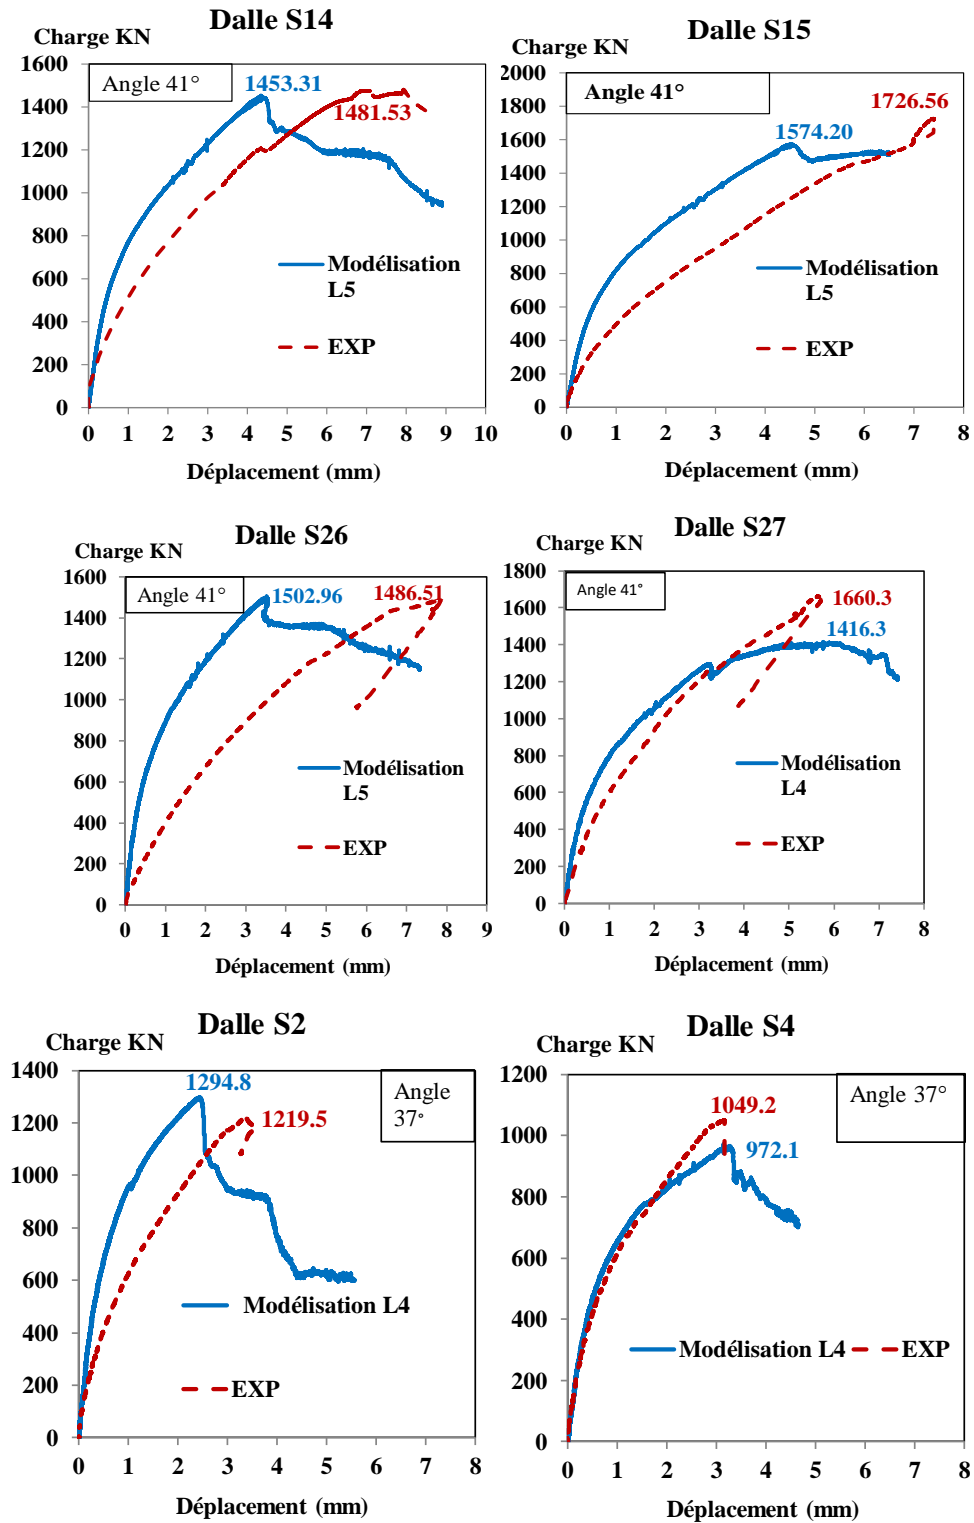 Dalle S14
Charge KN
1600
1400
1200
1000
800
600
400
200
0
Angle 41°
1453.31
1481.53
Modélisation
L5
EXP
0 1 2 3 4 5 6 7 8 9 10
Déplacement (mm)
Dalle S15
Charge KN
2000
1800
1600
1400
1200
1000
800
600
400
200
0
Angle 41°
1726.56
1574.20
Modélisation
L5
EXP
0 1 2 3 4 5 6 7 8
Déplacement (mm)
Dalle S26
Charge KN
1600
1400
1200
1000
800
600
400
200
0
Angle 41°
1502.96
1486.51
Modélisation
L5
EXP
0 1 2 3 4 5 6 7 8 9
Déplacement (mm)
Dalle S27
Charge KN
1800
1600
1400
1200
1000
800
600
400
200
0
Angle 41°
1660.3
1416.3
Modélisation
L4
EXP
0 1 2 3 4 5 6 7 8
Déplacement (mm)
Dalle S2
Charge KN
1400
1200
1000
800
600
400
200
0
1294.8
Angle
37°
1219.5
Modélisation L4
EXP
0 1 2 3 4 5 6 7 8
Déplacement (mm)
Dalle S4
Charge KN
1200
1000
800
600
400
200
0
Angle 37°
1049.2
972.1
Modélisation L4 EXP
0 1 2 3 4 5 6 7 8
Déplacement (mm)